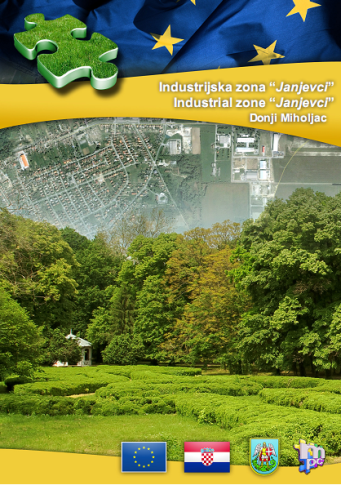 Industrijska zona “Janjevci”
Industrial zone “Janjevci”
Donji Miholjac